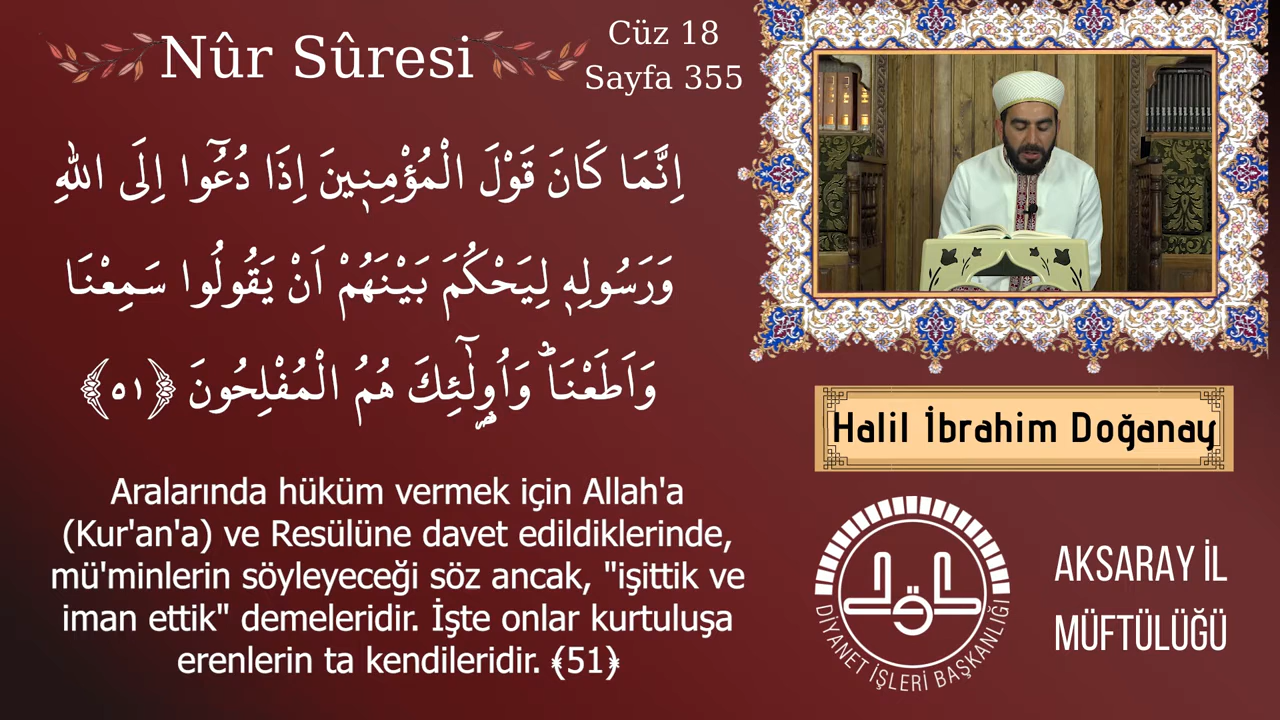 Nûr Sûresi
Cüz 18
Sayfa 355
اِنَّمَا كَانَ قَوْلَ الْمُؤْمِن۪ينَ اِذَا دُعُٓوا اِلَى اللّٰهِ
وَرَسُولِه۪ لِيَحْكُمَ بَيْنَهُمْ اَنْ يَقُولُوا سَمِعْنَا
وَاَطَعْنَاۜ وَاُو۬لٰٓئِكَ هُمُ الْمُفْلِحُونَ ﴿٥١﴾
Aralarında hüküm vermek için Allah'a
(Kur'an'a) ve Resülüne davet edildiklerinde,
mü'minlerin söyleyeceği söz ancak, "işittik ve
iman ettik" demeleridir. İşte onlar kurtuluşa
erenlerin ta kendileridir. ﴾51﴿
Halil İbrahim Doğanay
DİYANET İŞLERİ BAŞKANLIĞI
AKSARAY İL
MÜFTÜLÜĞÜ